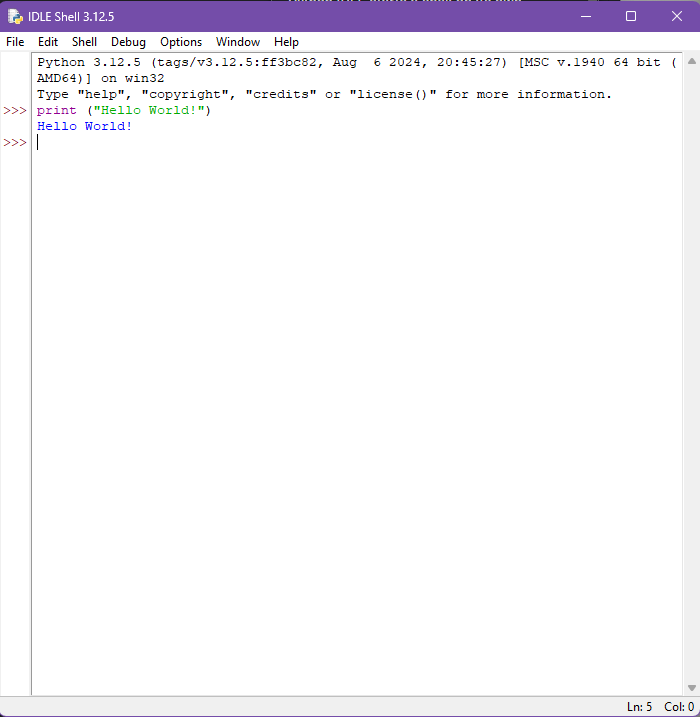 IDLE Shell 3.12.5
File Edit Shell Debug Options Window Help
Python 3.12.5 (tags/v3.12.5:ff3bc82, Aug  6 2024, 20:45:27) [MSC v.1940 64 bit (
AMD64)] on win32
Type "help", "copyright", "credits" or "license()" for more information.
>>> print ("Hello World!")
Hello World!
>>>
Ln: 5 Col: 0